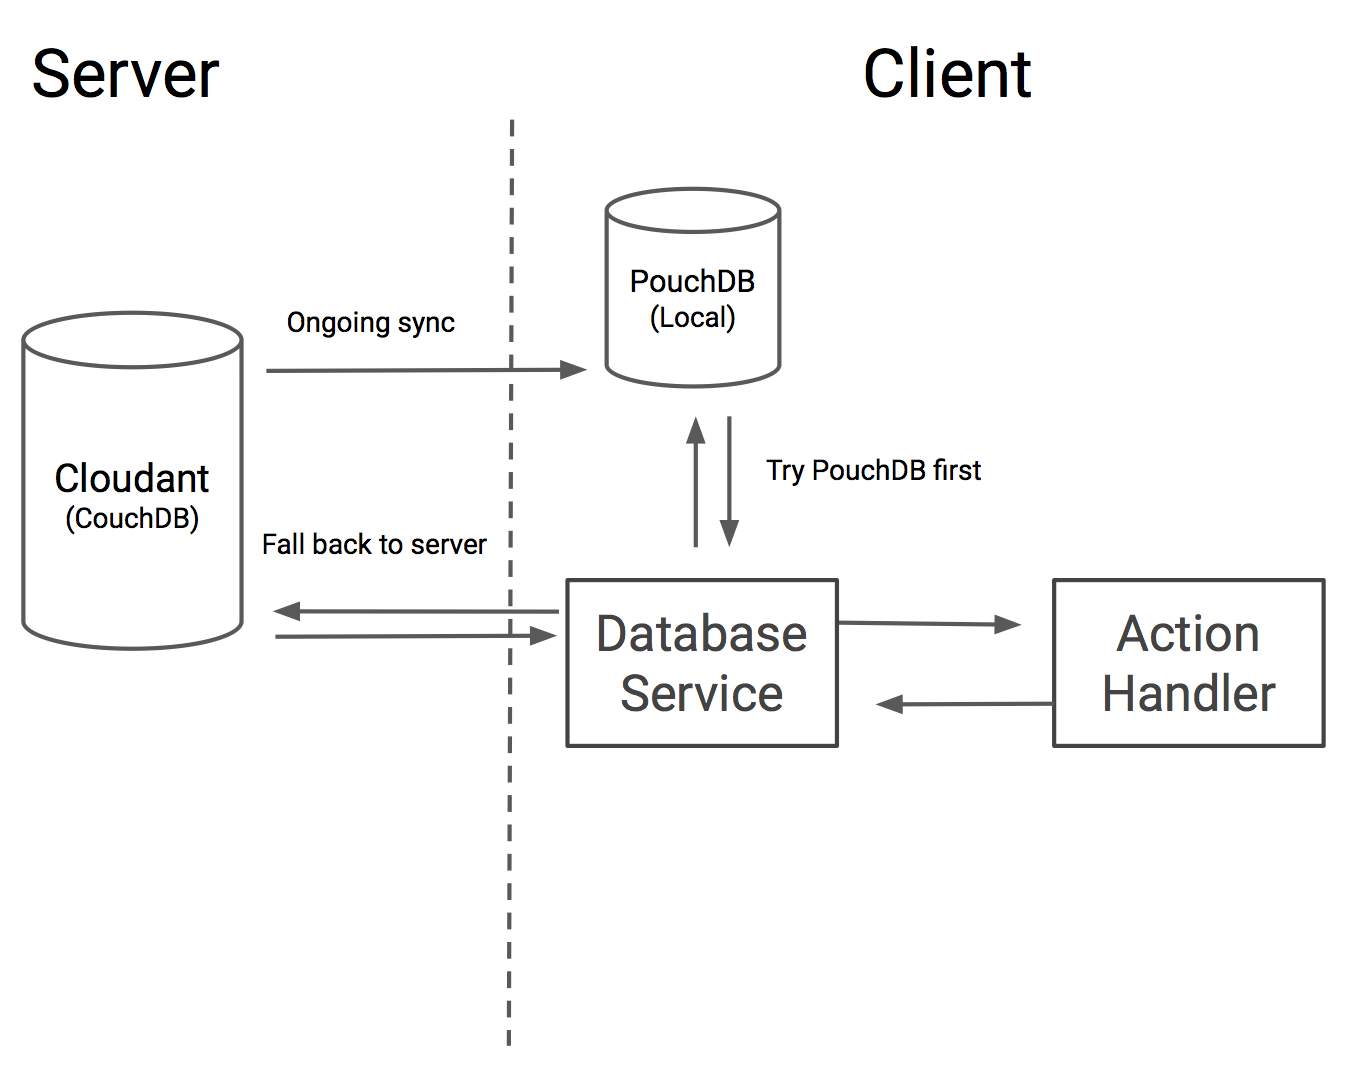 Server
Client
PouchDB
(Local)
Ongoing sync
Cloudant
(CouchDB)
Try PouchDB first
Fall back to server
Database
Service
Action
Handler